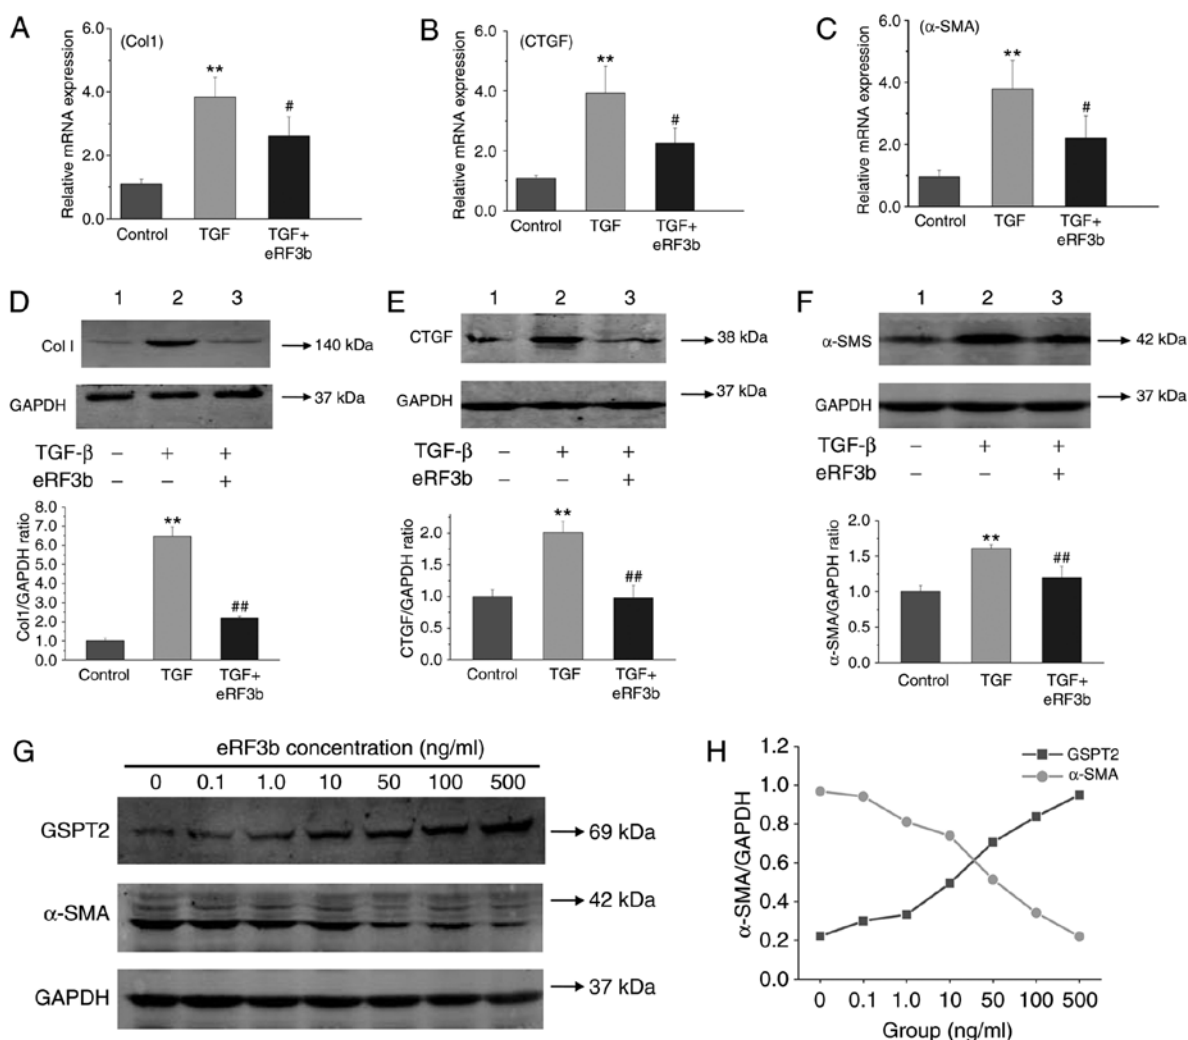 A
(Col1)
Relative mRNA expression
6.0
4.0
2.0
0.0
**
#
Control
TGF
TGF+
eRF3b
B
(CTGF)
Relative mRNA expression
6.0
4.0
2.0
0.0
**
#
Control
TGF
TGF+
eRF3b
C
(α-SMA)
Relative mRNA expression
6.0
4.0
2.0
0.0
**
#
Control
TGF
TGF+
eRF3b
D
1 2 3
Col I
140 kDa
GAPDH
37 kDa
TGF-β – + +
eRF3b – – +
Col1/GAPDH ratio
8.0
7.0
6.0
5.0
4.0
3.0
2.0
1.0
0.0
**
##
Control
TGF
TGF+
eRF3b
E
1 2 3
CTGF
38 kDa
GAPDH
37 kDa
TGF-β – + +
eRF3b – – +
CTGF/GAPDH ratio
2.0
1.5
1.0
0.5
0.0
**
##
Control
TGF
TGF+
eRF3b
F
1 2 3
α-SMS
42 kDa
GAPDH
37 kDa
TGF-β – + +
eRF3b – – +
α-SMA/GAPDH ratio
2.0
1.5
1.0
0.5
0.0
**
##
Control
TGF
TGF+
eRF3b
G
eRF3b concentration (ng/ml)
0 0.1 1.0 10 50 100 500
GSPT2
69 kDa
α-SMA
42 kDa
GAPDH
37 kDa
H
GSPT2
α-SMA
α-SMA/GAPDH
1.2
1.0
0.8
0.6
0.4
0.2
0.0
0 0.1 1.0 10 50 100 500
Group (ng/ml)